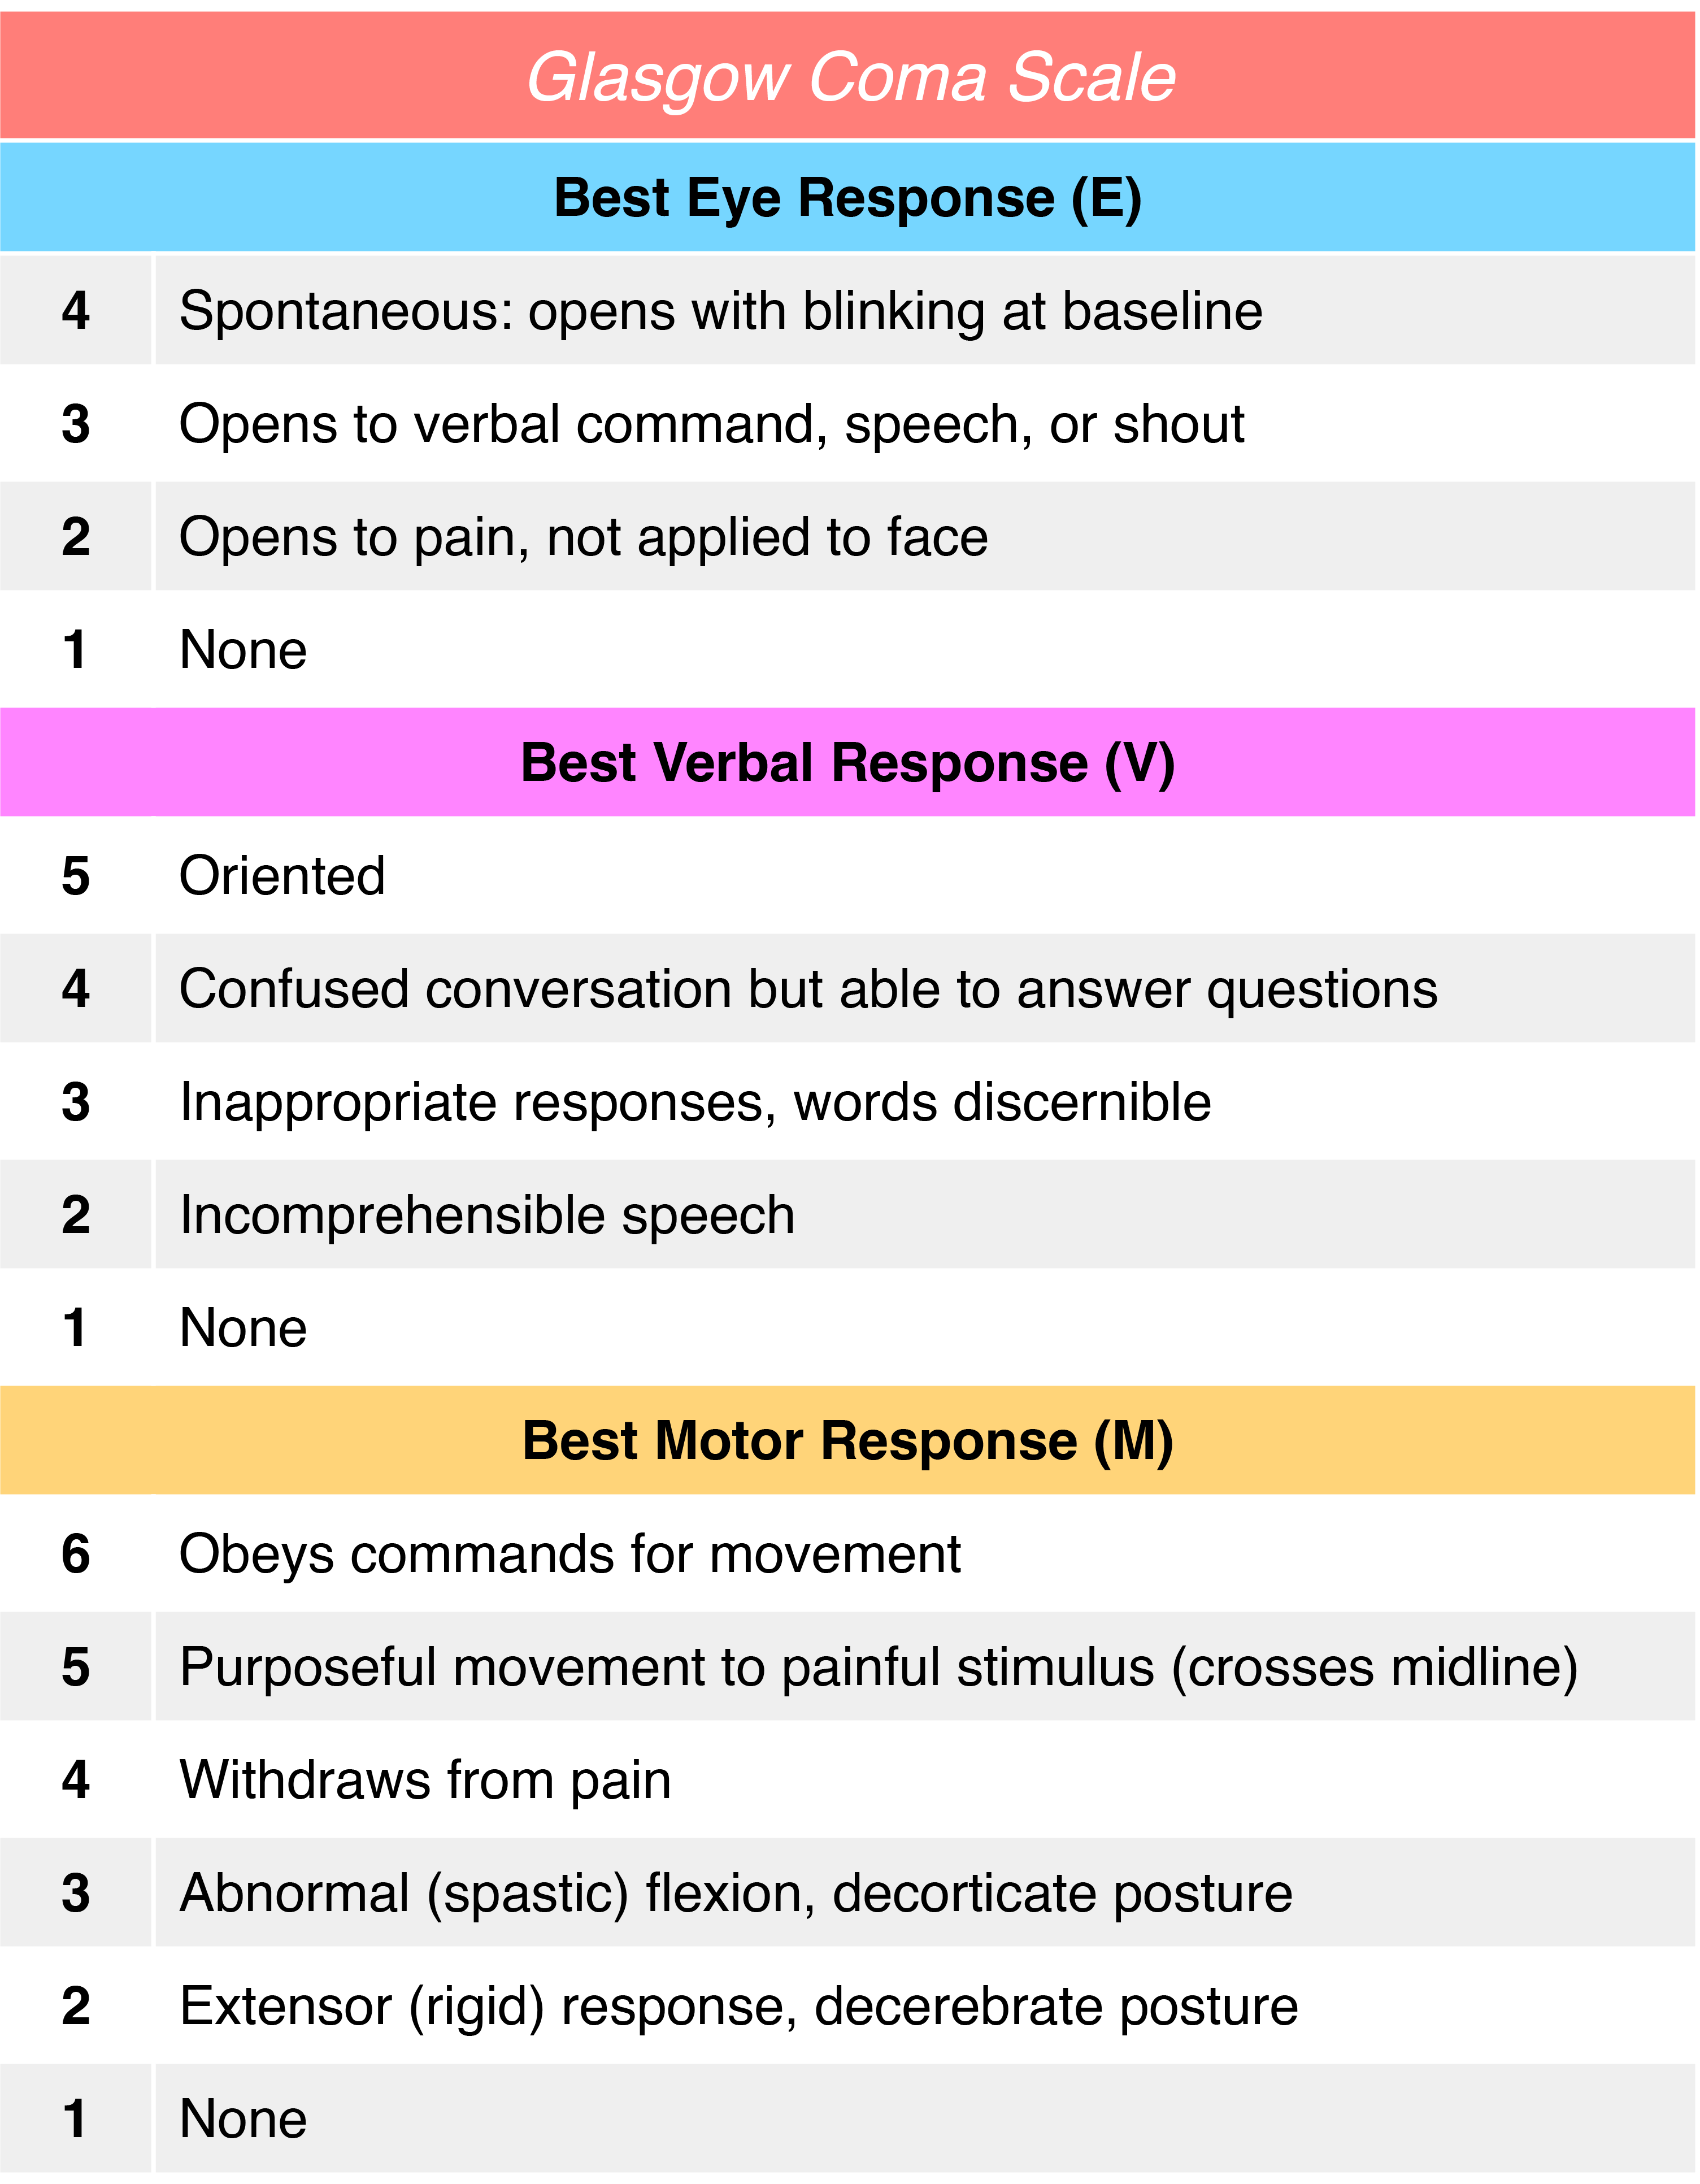 Glasgow Coma Scale
Best Eye Response (E)
4 Spontaneous: opens with blinking at baseline
3 Opens to verbal command, speech, or shout
2 Opens to pain, not applied to face
1 None
Best Verbal Response (V)
5 Oriented
4 Confused conversation but able to answer questions
3 Inappropriate responses, words discernible
2 Incomprehensible speech
1 None
Best Motor Response (M)
6 Obeys commands for movement
5 Purposeful movement to painful stimulus (crosses midline)
4 Withdraws from pain
3 Abnormal (spastic) flexion, decorticate posture
2 Extensor (rigid) response, decerebrate posture
1 None